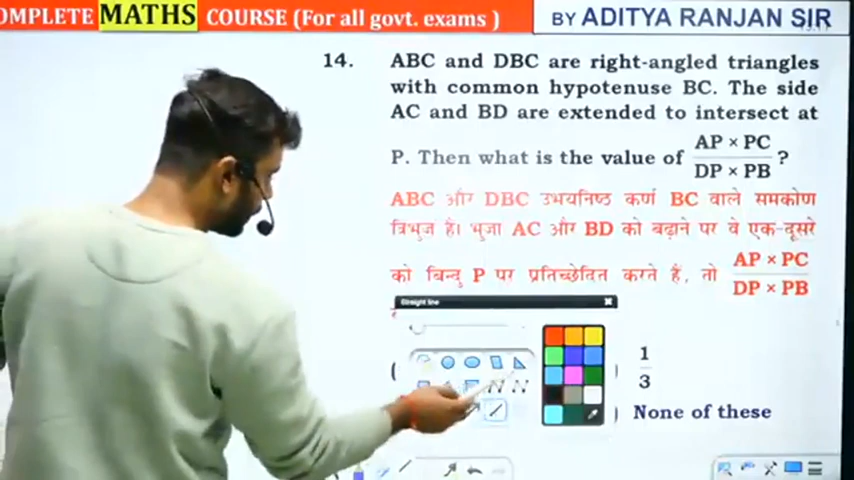 OMPLETE MATHS COURSE (For all govt. exams) BY ADITYA RANJAN SIR
14. ABC and DBC are right-angled triangles
with common hypotenuse BC. The side
AC and BD are extended to intersect at
P. Then what is the value of AP × PC / DP × PB ?
ABC और DBC उभयनिष्ठ कर्ण BC वाले समकोण
त्रिभुज है। भुजा AC और BD को बढ़ाने पर वे एक-दूसरे
को बिन्दु P पर प्रतिच्छेदित करते हैं, तो AP × PC / DP × PB
Straight line
1/3
None of these